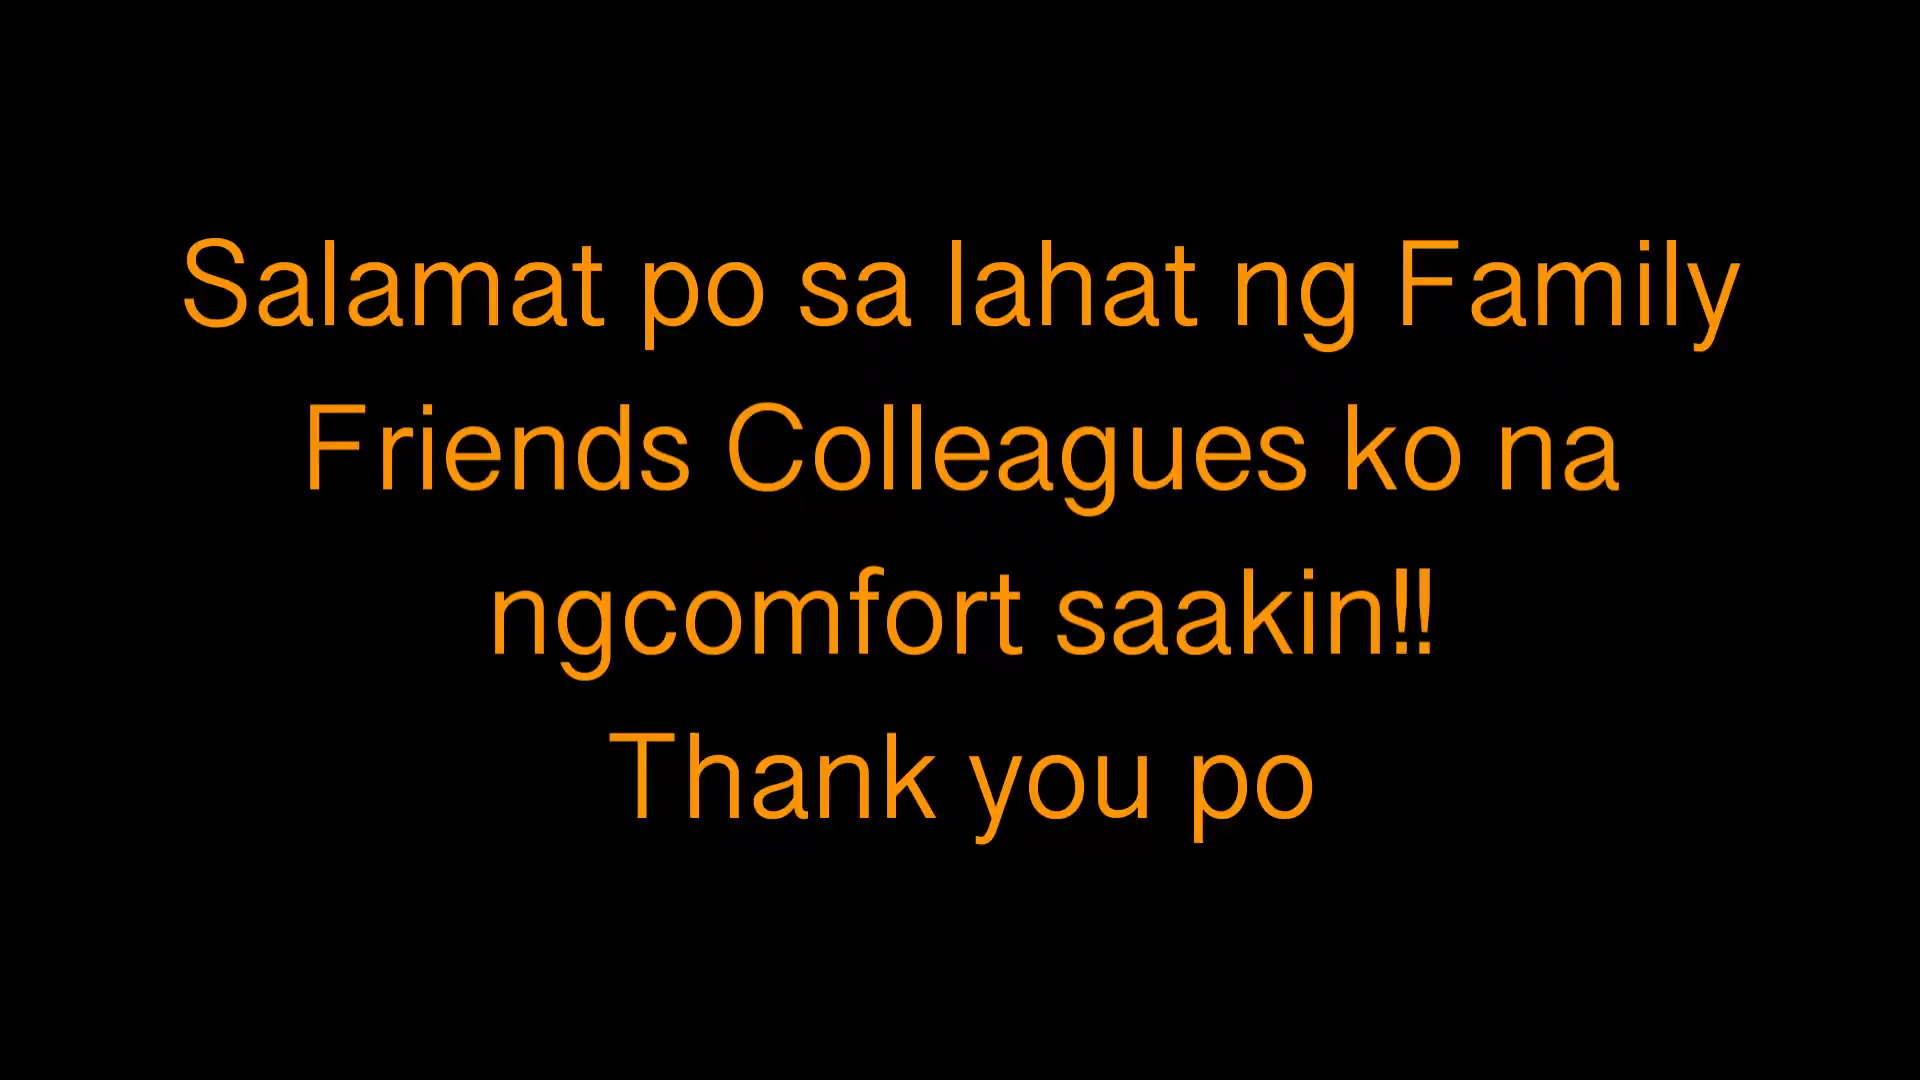 Salamat po sa lahat ng Family
Friends Colleagues ko na
ngcomfort saakin!!
Thank you po